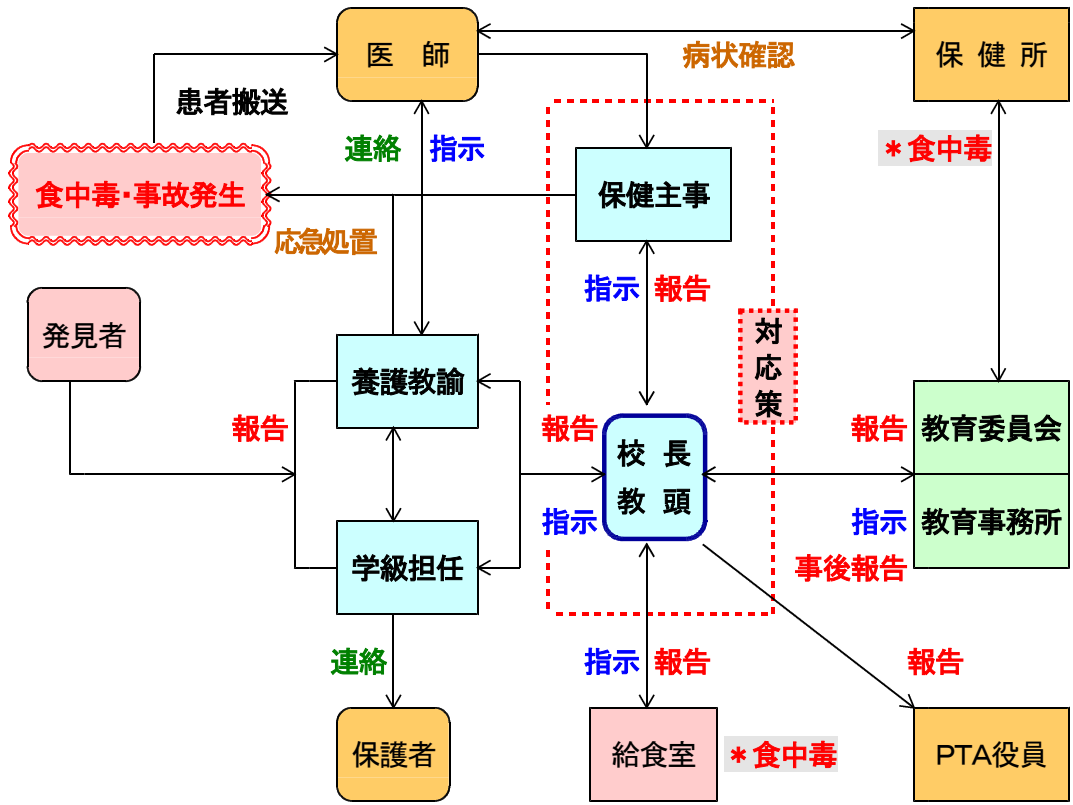 医　師
保 健 所
病状確認
患者搬送
連絡
指示
＊食中毒
食中毒・事故発生
保健主事
応急処置
指示
報告
発見者
対
応
策
養護教諭
報告
報告
報告
教育委員会
校 長
教 頭
指示
指示
教育事務所
学級担任
事後報告
連絡
指示
報告
報告
保護者
給食室
＊食中毒
PTA役員